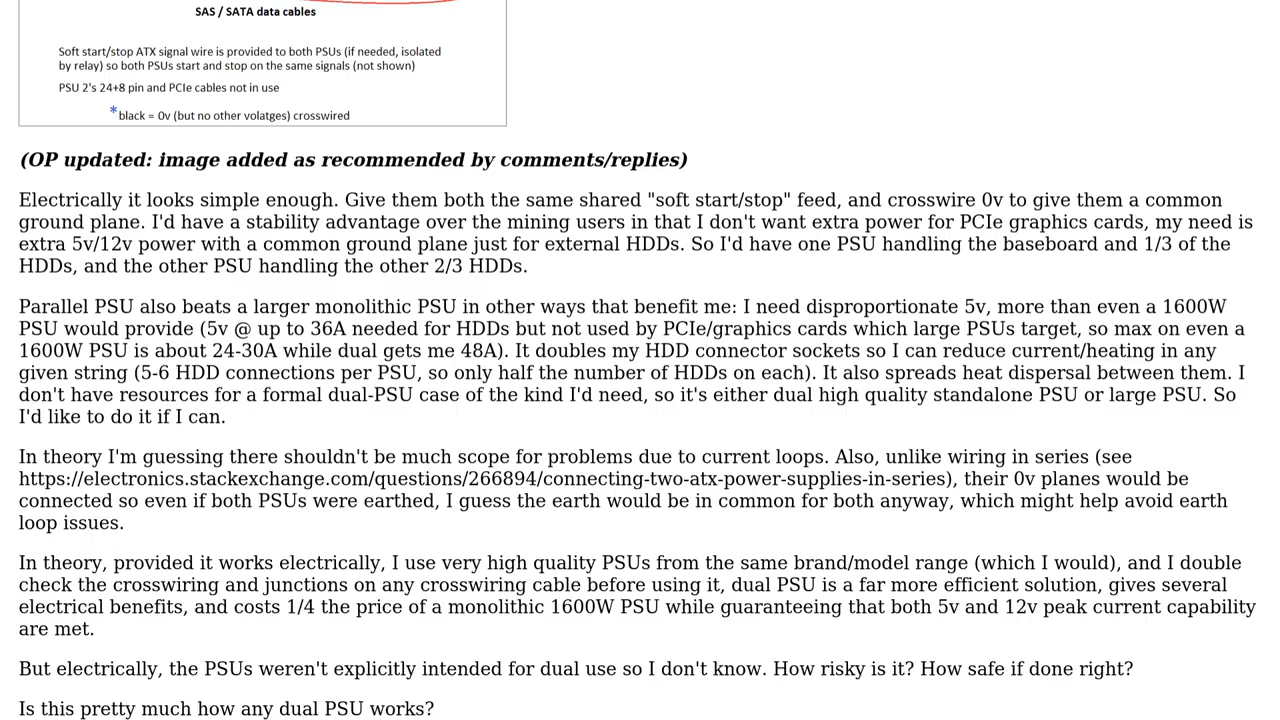 SAS / SATA data cables
Soft start/stop ATX signal wire is provided to both PSUs (if needed, isolated
by relay) so both PSUs start and stop on the same signals (not shown)
PSU 2's 24+8 pin and PCIe cables not in use
*black = 0v (but no other volatges) crosswired
(OP updated: image added as recommended by comments/replies)
Electrically it looks simple enough. Give them both the same shared "soft start/stop" feed, and crosswire 0v to give them a common
ground plane. I'd have a stability advantage over the mining users in that I don't want extra power for PCIe graphics cards, my need is
extra 5v/12v power with a common ground plane just for external HDDs. So I'd have one PSU handling the baseboard and 1/3 of the
HDDs, and the other PSU handling the other 2/3 HDDs.
Parallel PSU also beats a larger monolithic PSU in other ways that benefit me: I need disproportionate 5v, more than even a 1600W
PSU would provide (5v @ up to 36A needed for HDDs but not used by PCIe/graphics cards which large PSUs target, so max on even a
1600W PSU is about 24-30A while dual gets me 48A). It doubles my HDD connector sockets so I can reduce current/heating in any
given string (5-6 HDD connections per PSU, so only half the number of HDDs on each). It also spreads heat dispersal between them. I
don't have resources for a formal dual-PSU case of the kind I'd need, so it's either dual high quality standalone PSU or large PSU. So
I'd like to do it if I can.
In theory I'm guessing there shouldn't be much scope for problems due to current loops. Also, unlike wiring in series (see
https://electronics.stackexchange.com/questions/266894/connecting-two-atx-power-supplies-in-series), their 0v planes would be
connected so even if both PSUs were earthed, I guess the earth would be in common for both anyway, which might help avoid earth
loop issues.
In theory, provided it works electrically, I use very high quality PSUs from the same brand/model range (which I would), and I double
check the crosswiring and junctions on any crosswiring cable before using it, dual PSU is a far more efficient solution, gives several
electrical benefits, and costs 1/4 the price of a monolithic 1600W PSU while guaranteeing that both 5v and 12v peak current capability
are met.
But electrically, the PSUs weren't explicitly intended for dual use so I don't know. How risky is it? How safe if done right?
Is this pretty much how any dual PSU works?